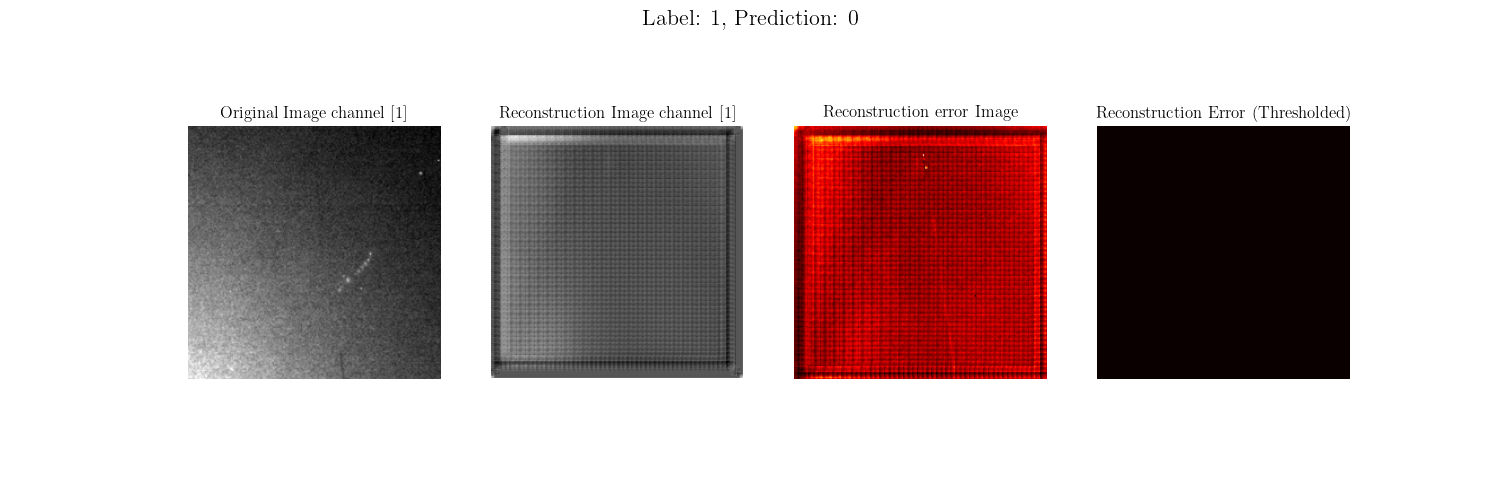 Label: 1, Prediction: 0
Original Image channel [1]
Reconstruction Image channel [1]
Reconstruction error Image
Reconstruction Error (Thresholded)